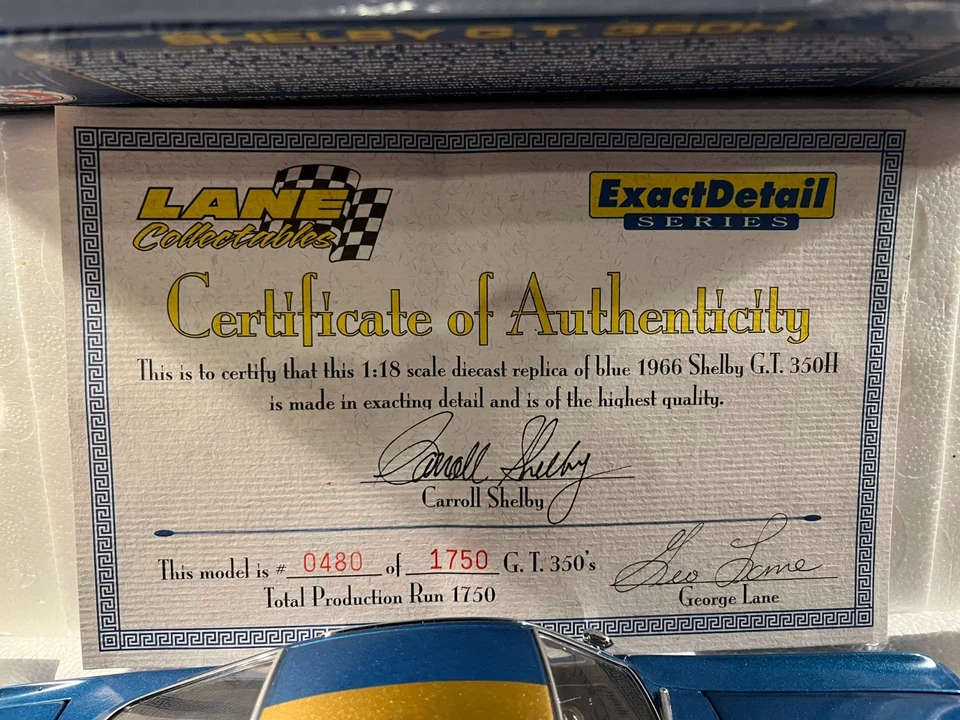 SHELBY G.T. 350H
LANE
Collectables
ExactDetail
SERIES
Certificate of Authenticity
This is to certify that this 1:18 scale diecast replica of blue 1966 Shelby G.T. 350H
is made in exacting detail and is of the highest quality.
Carroll Shelby
Carroll Shelby
This model is # 0480 of 1750 G. T. 350's
Total Production Run 1750
Geo Lane
George Lane